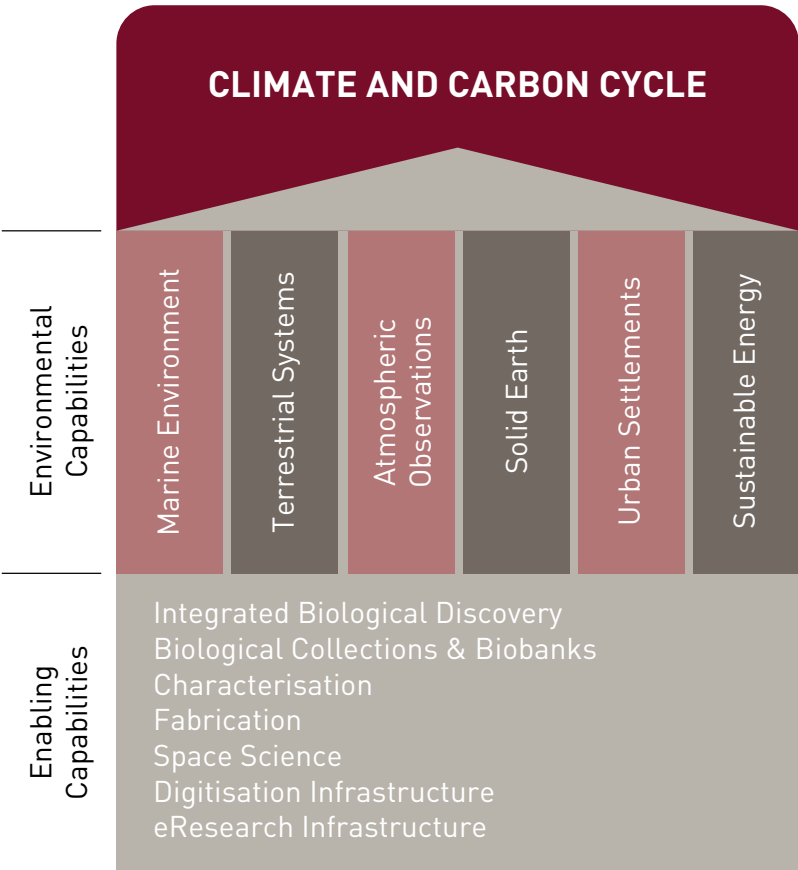 CLIMATE AND CARBON CYCLE
Environmental
Capabilities
Marine Environment
Terrestrial Systems
Atmospheric
Observations
Solid Earth
Urban Settlements
Sustainable Energy
Enabling
Capabilities
Integrated Biological Discovery
Biological Collections & Biobanks
Characterisation
Fabrication
Space Science
Digitisation Infrastructure
eResearch Infrastructure